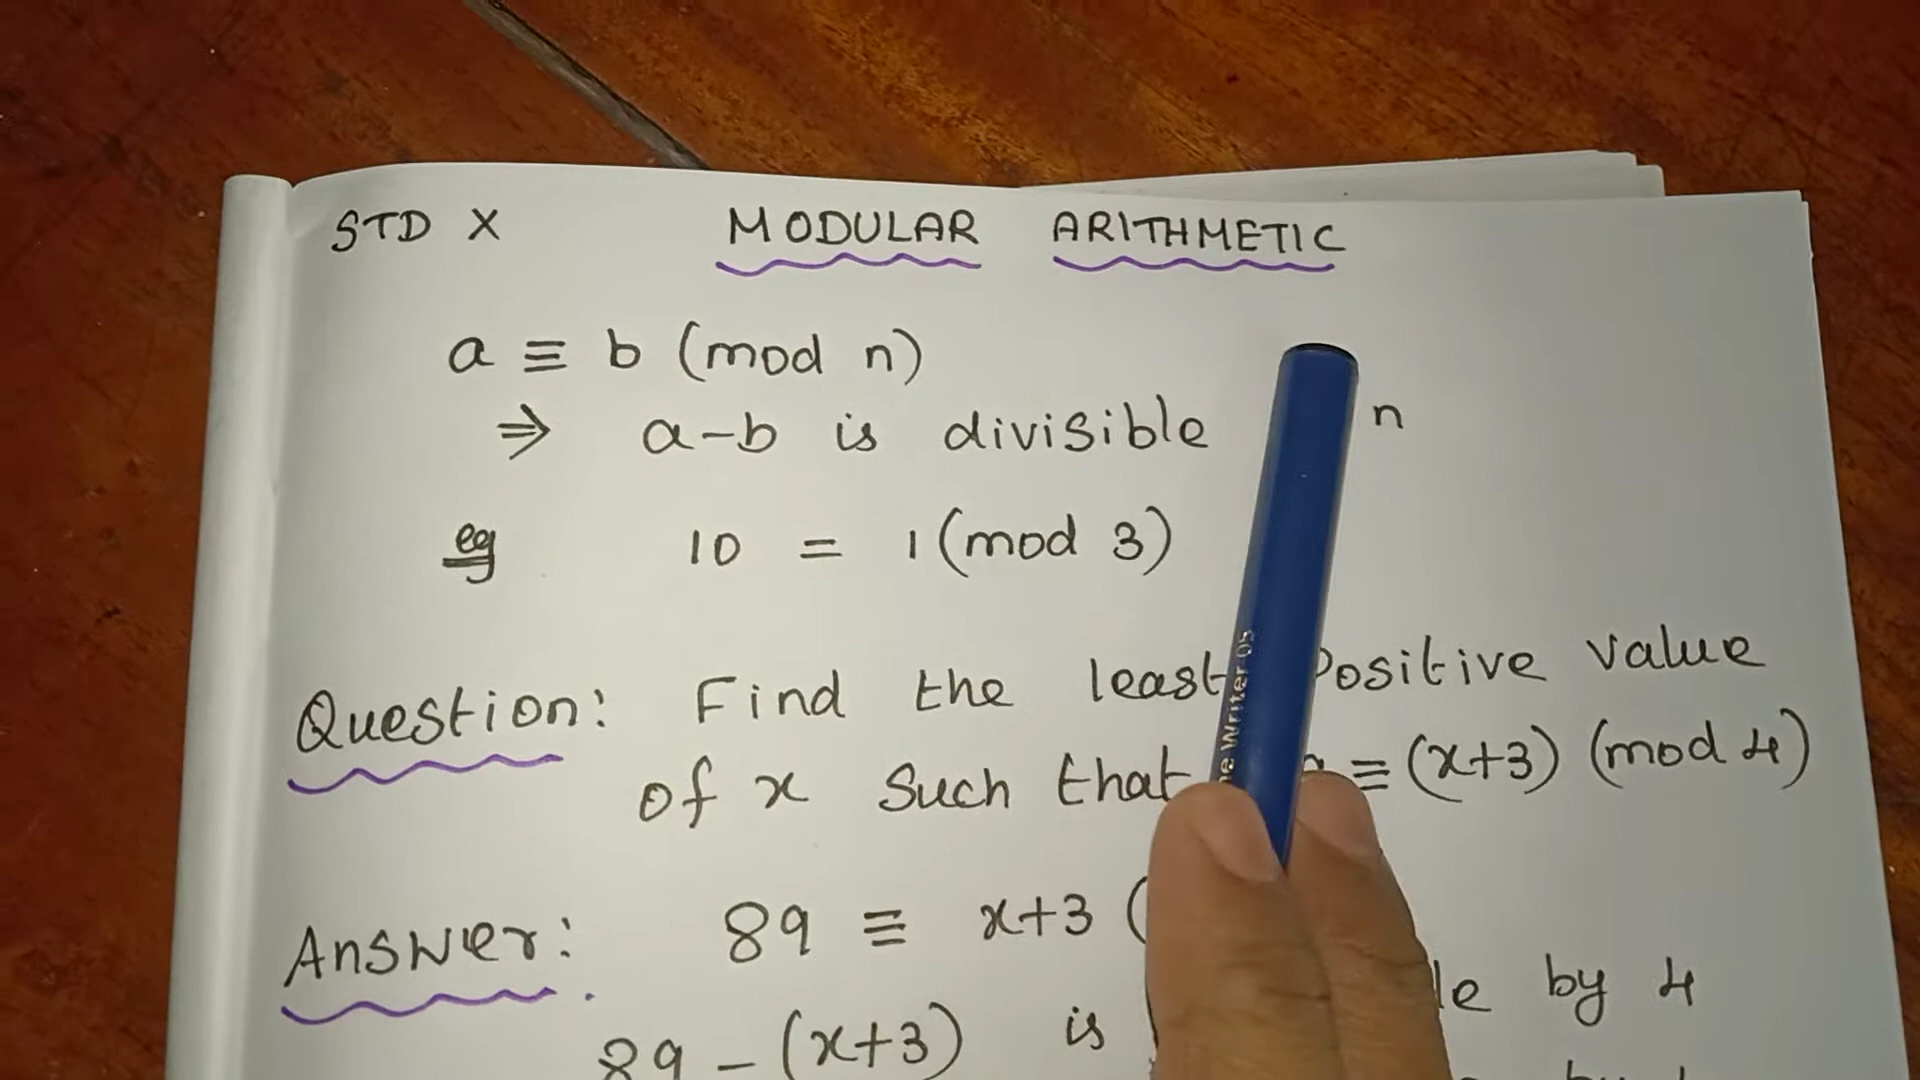 STD X MODULAR ARITHMETIC
a ≡ b (mod n)
⇒ a-b is divisible n
eg 10 = 1 (mod 3)
Question: Find the least Positive value
of x Such that ≡ (x+3) (mod 4)
Answer: 89 ≡ x+3 (
89 - (x+3) is by 4
Writer 05